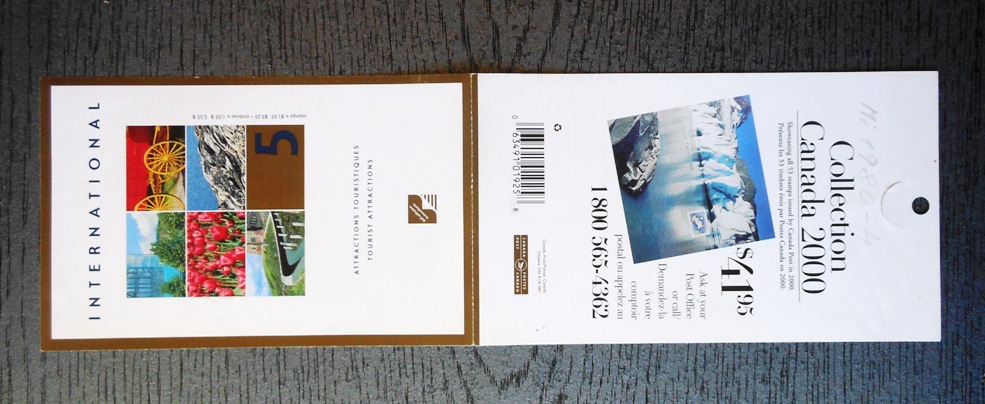 INTERNATIONAL
5
ATTRACTIONS TOURISTIQUES
TOURIST ATTRACTIONS
Collection
Canada 2000
Showcasing all 53 stamps issued by Canada Post in 2000.
Présente les 53 timbres émis par Postes Canada en 2000.
$41.95
Ask at your
Post Office
or call/
Demandez-la
à votre
comptoir
postal ou appelez au
1 800 565-4362
0 63491 01925 8
CANADA
POSTES
POST
CANADA